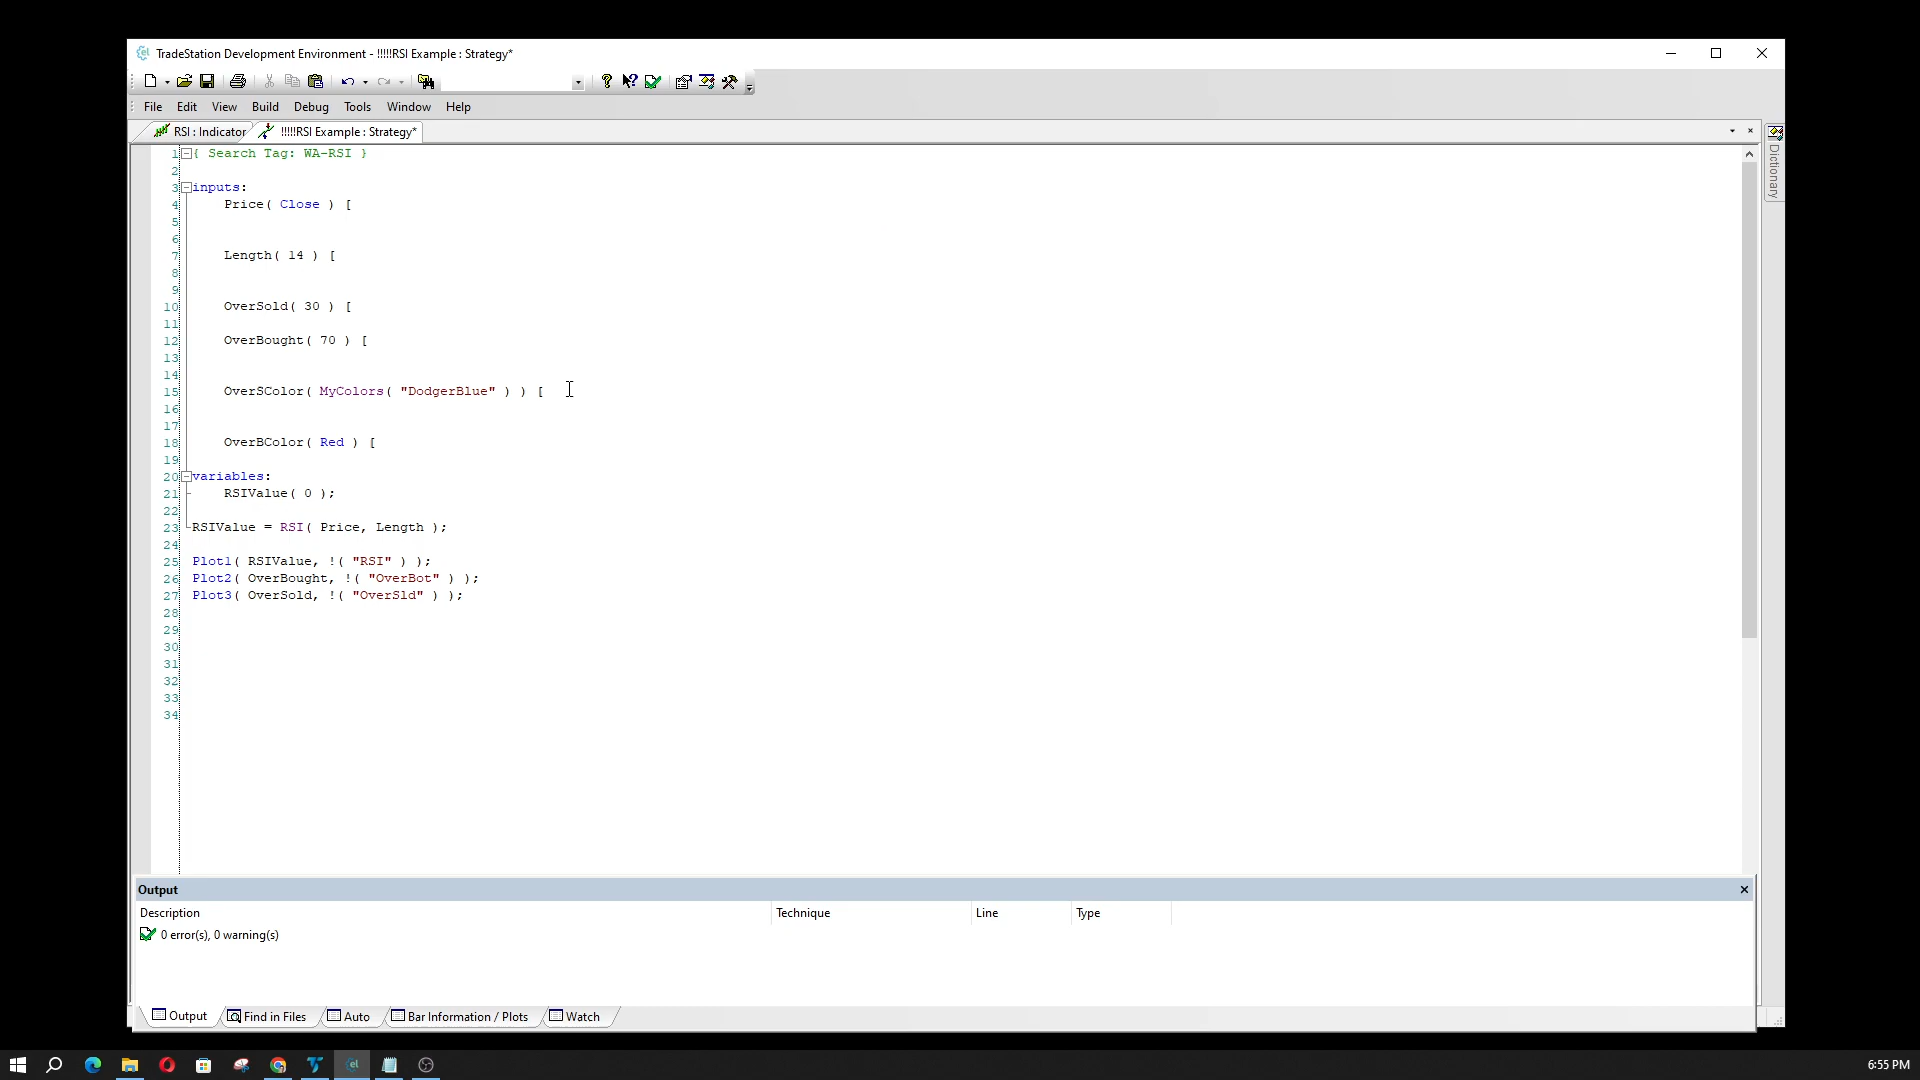 TradeStation Development Environment - !!!!!RSI Example : Strategy*
File Edit View Build Debug Tools Window Help
RSI : Indicator !!!!!RSI Example : Strategy*
Dictionary
1 { Search Tag: WA-RSI }
2
3 inputs:
4 Price( Close ) [
5
6
7 Length( 14 ) [
8
9
10 OverSold( 30 ) [
11
12 OverBought( 70 ) [
13
14
15 OverSColor( MyColors( "DodgerBlue" ) ) [
16
17
18 OverBColor( Red ) [
19
20 variables:
21 RSIValue( 0 );
22
23 RSIValue = RSI( Price, Length );
24
25 Plot1( RSIValue, !( "RSI" ) );
26 Plot2( OverBought, !( "OverBot" ) );
27 Plot3( OverSold, !( "OverSld" ) );
28
29
30
31
32
33
34
Output
Description Technique Line Type
0 error(s), 0 warning(s)
Output Find in Files Auto Bar Information / Plots Watch
6:55 PM